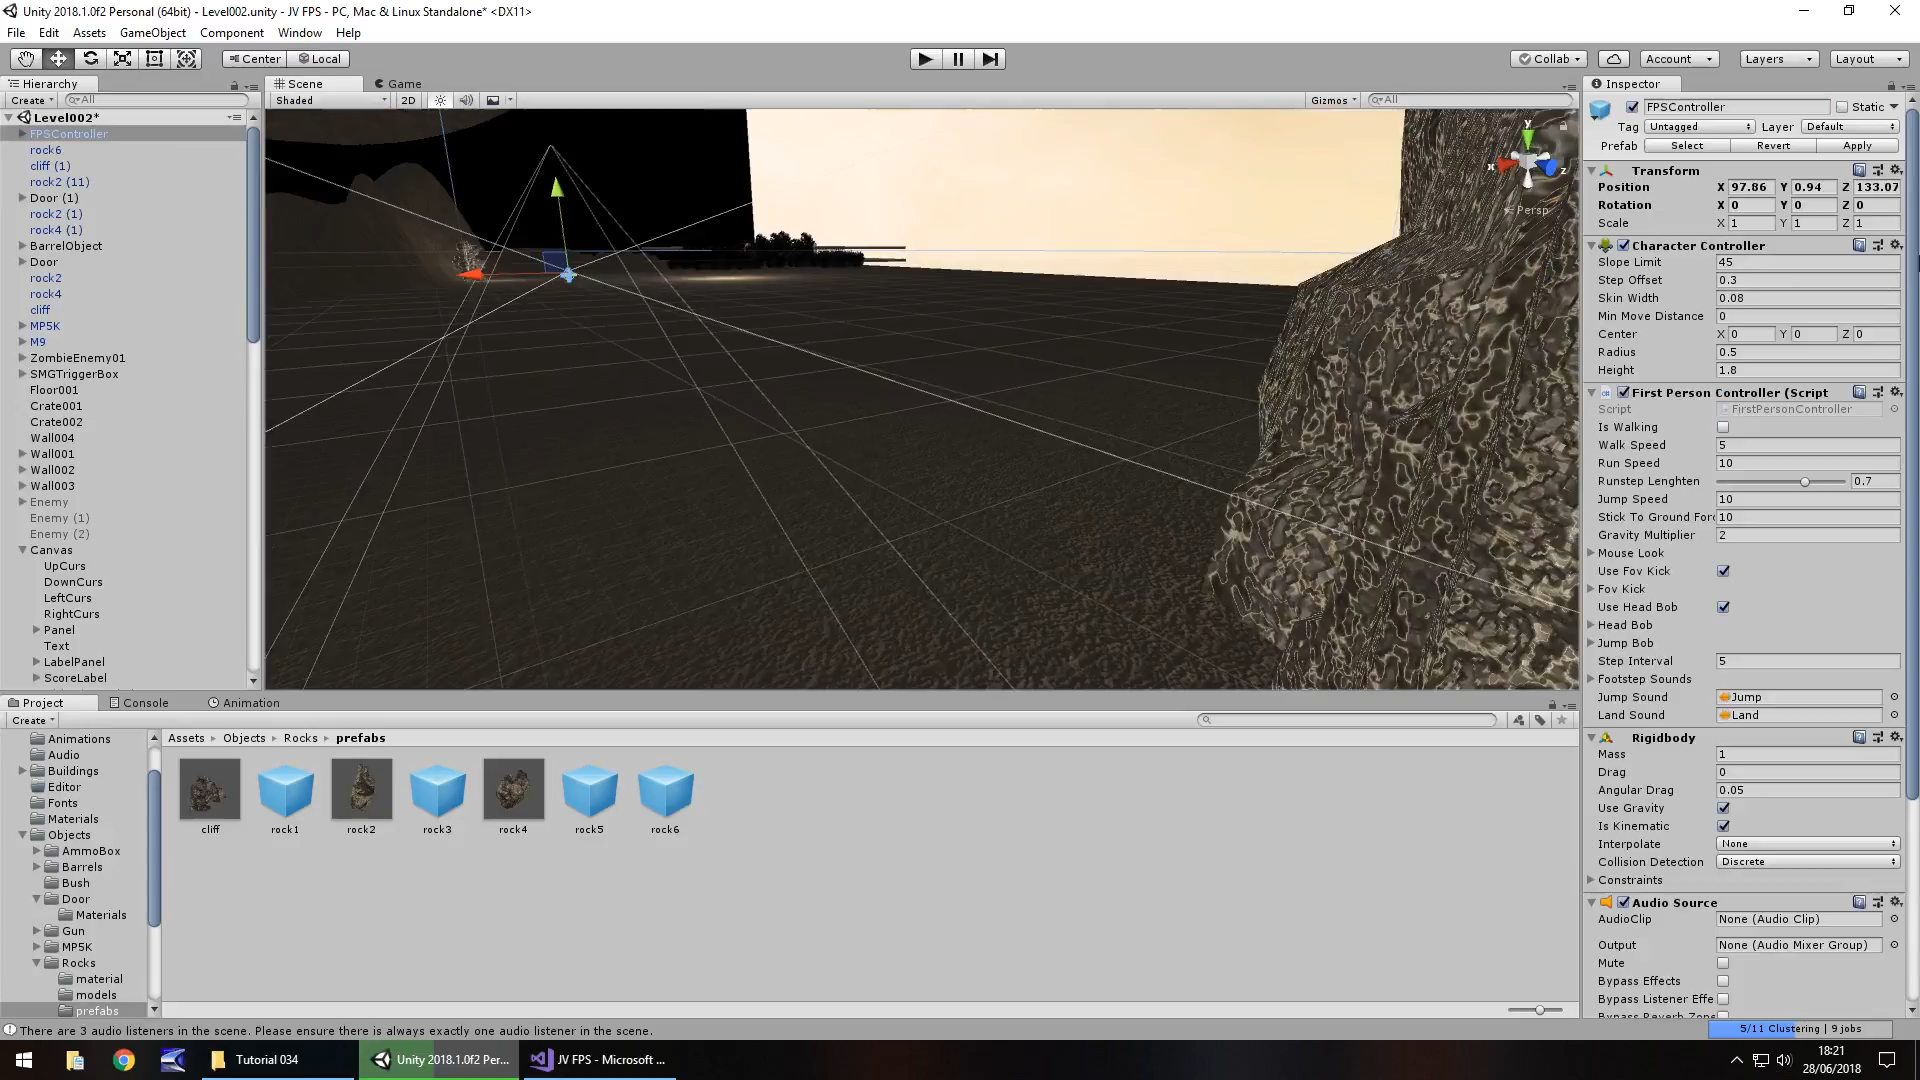 Unity 2018.1.0f2 Personal (64bit) - Level002.unity - JV FPS - PC, Mac & Linux Standalone* <DX11>
File Edit Assets GameObject Component Window Help
Center Local Collab Account Layers Layout
Hierarchy
Create All
Level002*
FPSController
rock6
cliff (1)
rock2 (11)
Door (1)
rock2 (1)
rock4 (1)
BarrelObject
Door
rock2
rock4
cliff
MP5K
M9
ZombieEnemy01
SMGTriggerBox
Floor001
Crate001
Crate002
Wall004
Wall001
Wall002
Wall003
Enemy
Enemy (1)
Enemy (2)
Canvas
UpCurs
DownCurs
LeftCurs
RightCurs
Panel
Text
LabelPanel
ScoreLabel
Scene Game
Shaded 2D Gizmos All
y
x
z
Persp
Inspector
FPSController Static
Tag Untagged Layer Default
Prefab Select Revert Apply
Transform
Position X 97.86 Y 0.94 Z 133.07
Rotation X 0 Y 0 Z 0
Scale X 1 Y 1 Z 1
Character Controller
Slope Limit 45
Step Offset 0.3
Skin Width 0.08
Min Move Distance 0
Center X 0 Y 0 Z 0
Radius 0.5
Height 1.8
First Person Controller (Script
Script FirstPersonController
Is Walking
Walk Speed 5
Run Speed 10
Runstep Lenghten 0.7
Jump Speed 10
Stick To Ground For 10
Gravity Multiplier 2
Mouse Look
Use Fov Kick
Fov Kick
Use Head Bob
Head Bob
Jump Bob
Step Interval 5
Footstep Sounds
Jump Sound Jump
Land Sound Land
Rigidbody
Mass 1
Drag 0
Angular Drag 0.05
Use Gravity
Is Kinematic
Interpolate None
Collision Detection Discrete
Constraints
Audio Source
AudioClip None (Audio Clip)
Output None (Audio Mixer Group)
Mute
Bypass Effects
Bypass Listener Effe
Bypass Reverb Zone
Project Console Animation
Create
Animations
Audio
Buildings
Editor
Fonts
Materials
Objects
AmmoBox
Barrels
Bush
Door
Materials
Gun
MP5K
Rocks
material
models
prefabs
Assets Objects Rocks prefabs
cliff rock1 rock2 rock3 rock4 rock5 rock6
There are 3 audio listeners in the scene. Please ensure there is always exactly one audio listener in the scene.
5/11 Clustering | 9 jobs
Tutorial 034
Unity 2018.1.0f2 Per...
JV FPS - Microsoft ...
18:21
28/06/2018